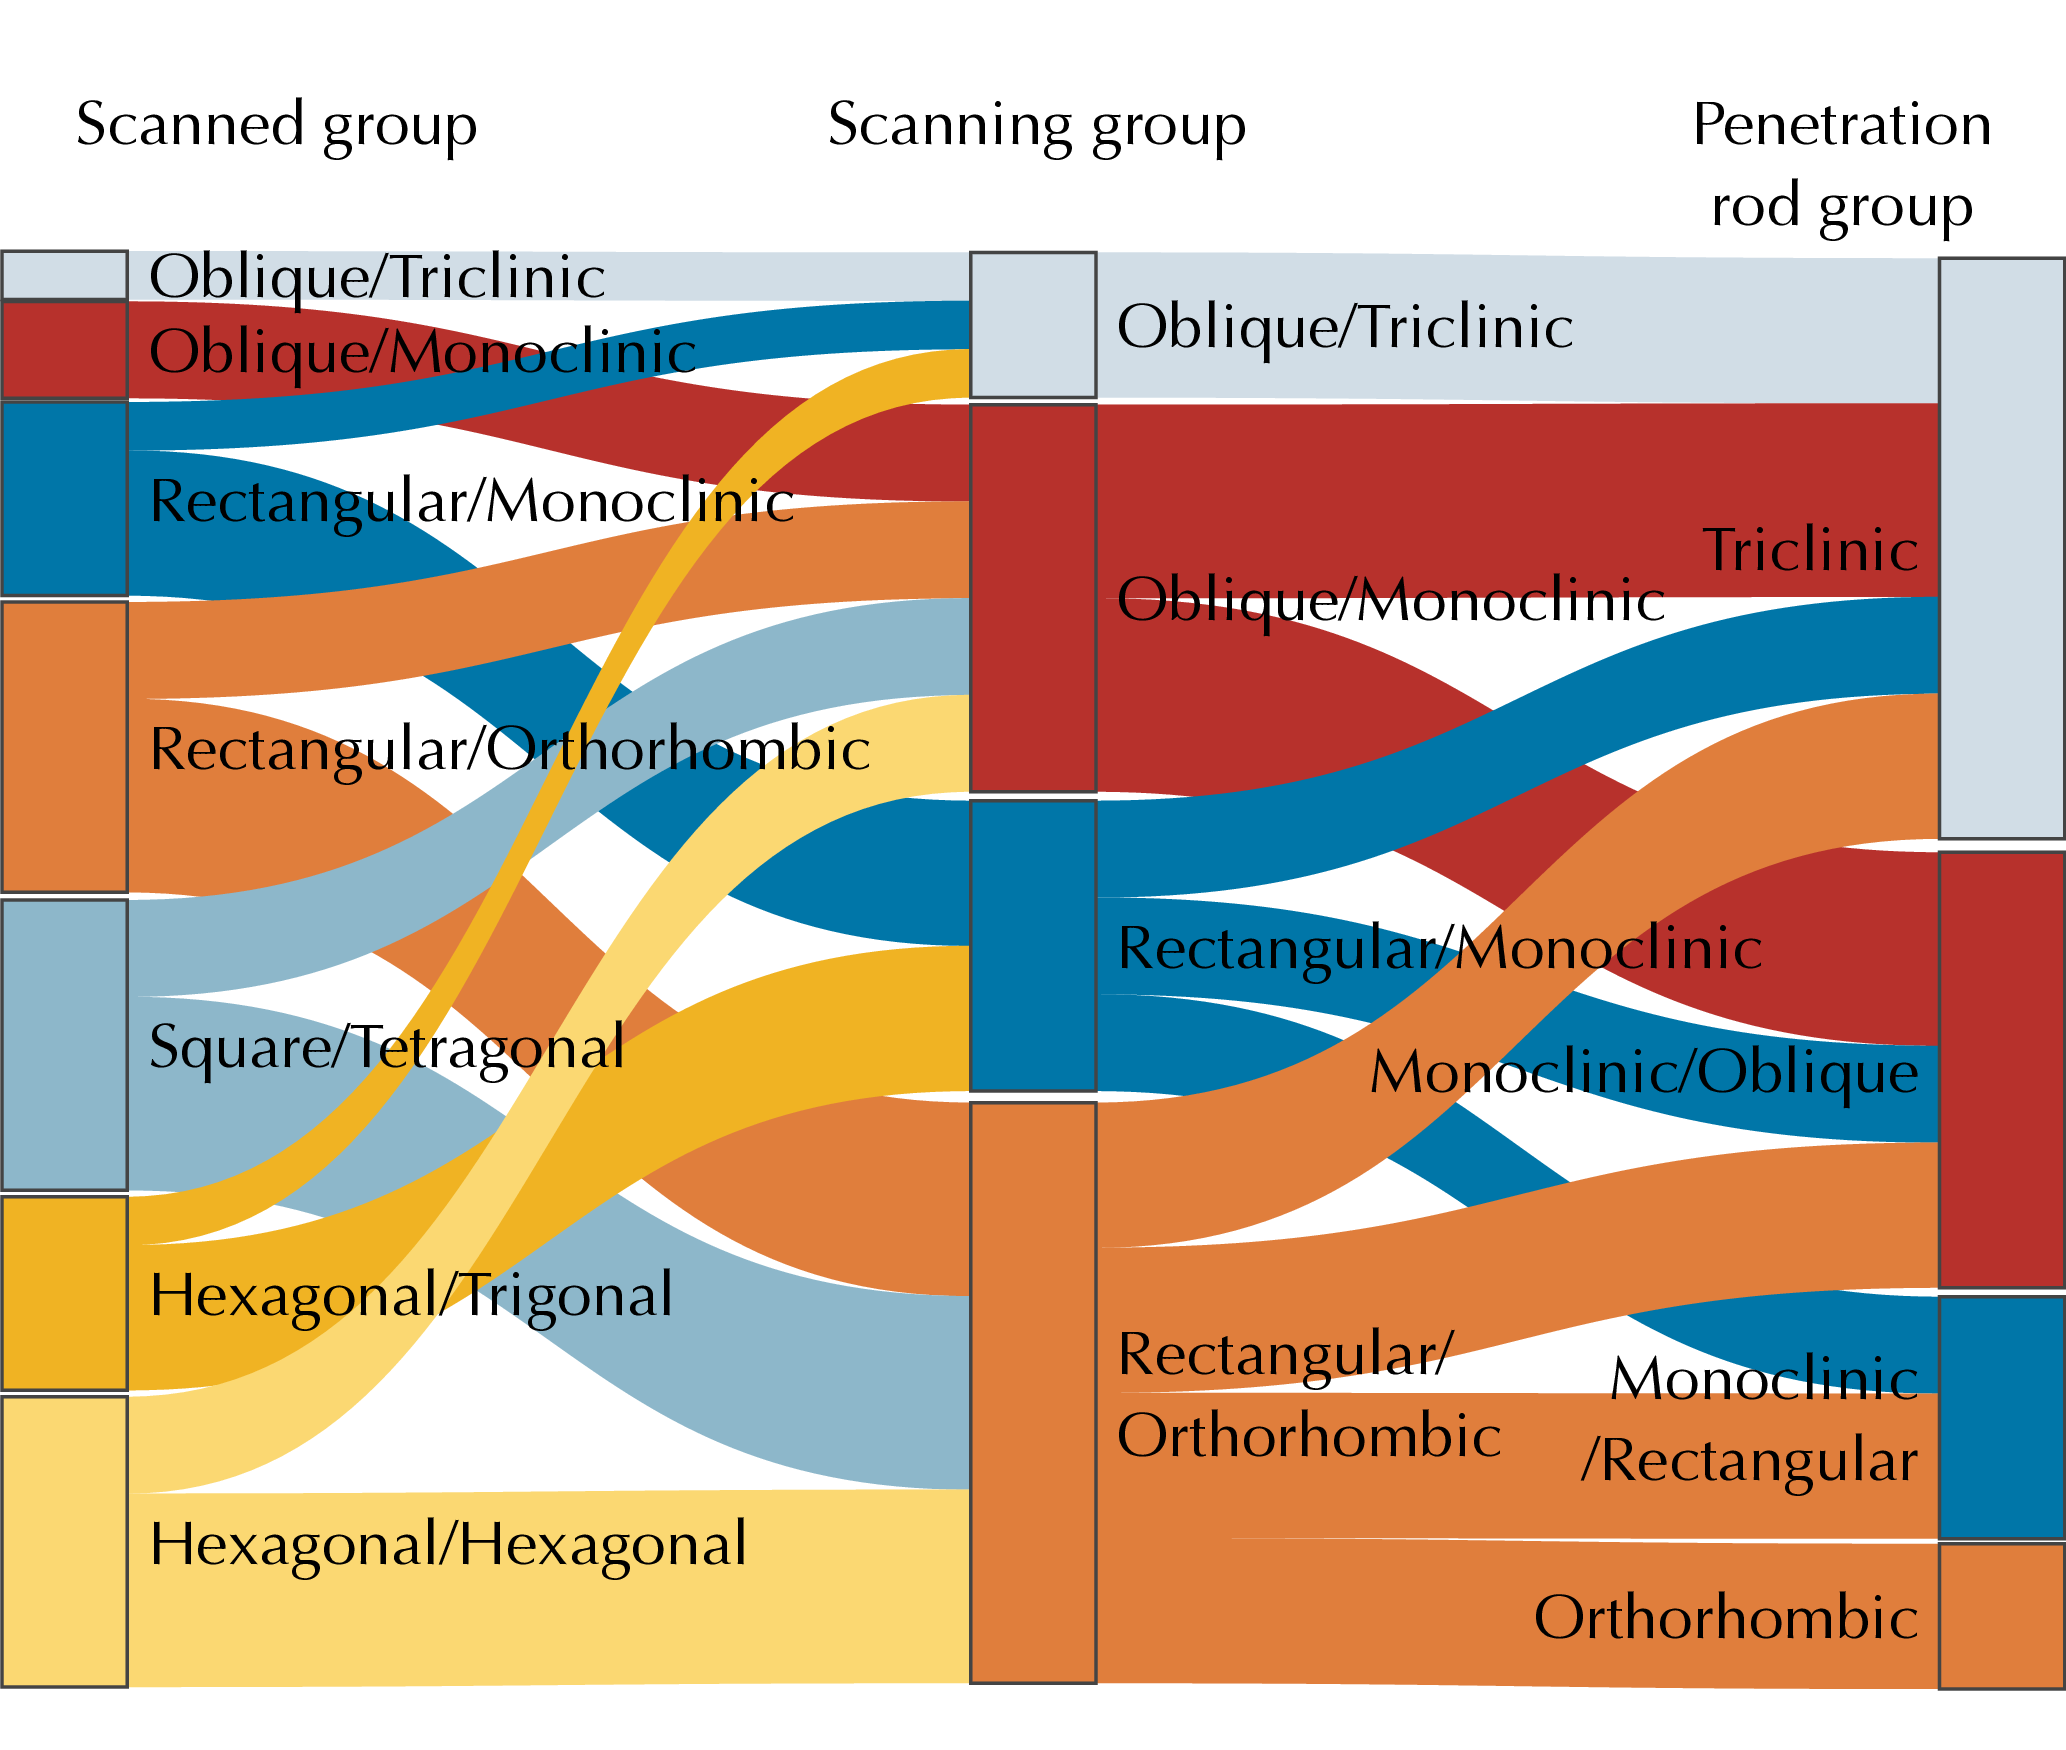 Scanned group
Scanning group
Penetration
rod group
Oblique/Triclinic
Oblique/Monoclinic
Rectangular/Monoclinic
Rectangular/Orthorhombic
Square/Tetragonal
Hexagonal/Trigonal
Hexagonal/Hexagonal
Oblique/Triclinic
Oblique/Monoclinic
Rectangular/Monoclinic
Rectangular/
Orthorhombic
Triclinic
Monoclinic/Oblique
Monoclinic
/Rectangular
Orthorhombic